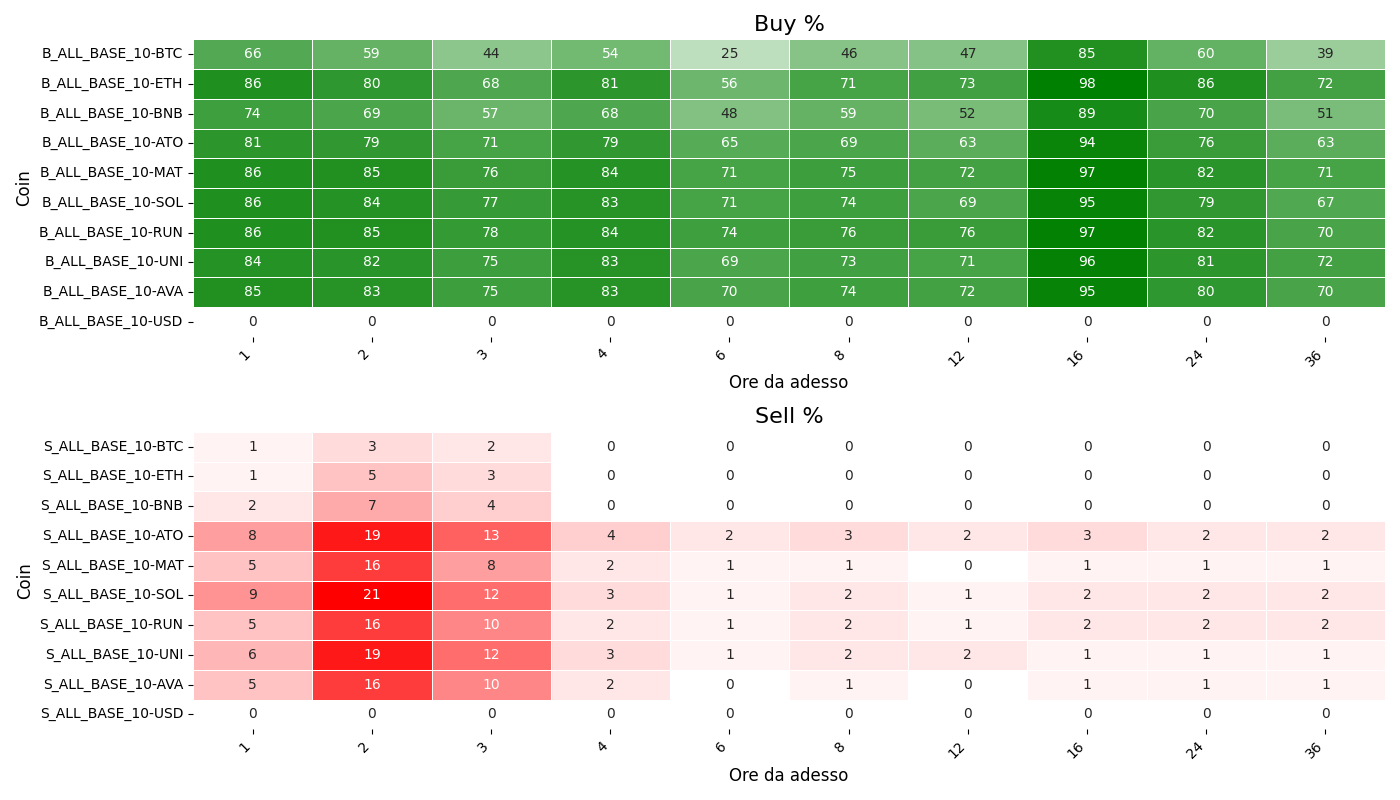 Buy %
Coin
B_ALL_BASE_10-BTC 66 59 44 54 25 46 47 85 60 39
B_ALL_BASE_10-ETH 86 80 68 81 56 71 73 98 86 72
B_ALL_BASE_10-BNB 74 69 57 68 48 59 52 89 70 51
B_ALL_BASE_10-ATO 81 79 71 79 65 69 63 94 76 63
B_ALL_BASE_10-MAT 86 85 76 84 71 75 72 97 82 71
B_ALL_BASE_10-SOL 86 84 77 83 71 74 69 95 79 67
B_ALL_BASE_10-RUN 86 85 78 84 74 76 76 97 82 70
B_ALL_BASE_10-UNI 84 82 75 83 69 73 71 96 81 72
B_ALL_BASE_10-AVA 85 83 75 83 70 74 72 95 80 70
B_ALL_BASE_10-USD 0 0 0 0 0 0 0 0 0 0
1 2 3 4 6 8 12 16 24 36
Ore da adesso
Sell %
Coin
S_ALL_BASE_10-BTC 1 3 2 0 0 0 0 0 0 0
S_ALL_BASE_10-ETH 1 5 3 0 0 0 0 0 0 0
S_ALL_BASE_10-BNB 2 7 4 0 0 0 0 0 0 0
S_ALL_BASE_10-ATO 8 19 13 4 2 3 2 3 2 2
S_ALL_BASE_10-MAT 5 16 8 2 1 1 0 1 1 1
S_ALL_BASE_10-SOL 9 21 12 3 1 2 1 2 2 2
S_ALL_BASE_10-RUN 5 16 10 2 1 2 1 2 2 2
S_ALL_BASE_10-UNI 6 19 12 3 1 2 2 1 1 1
S_ALL_BASE_10-AVA 5 16 10 2 0 1 0 1 1 1
S_ALL_BASE_10-USD 0 0 0 0 0 0 0 0 0 0
1 2 3 4 6 8 12 16 24 36
Ore da adesso